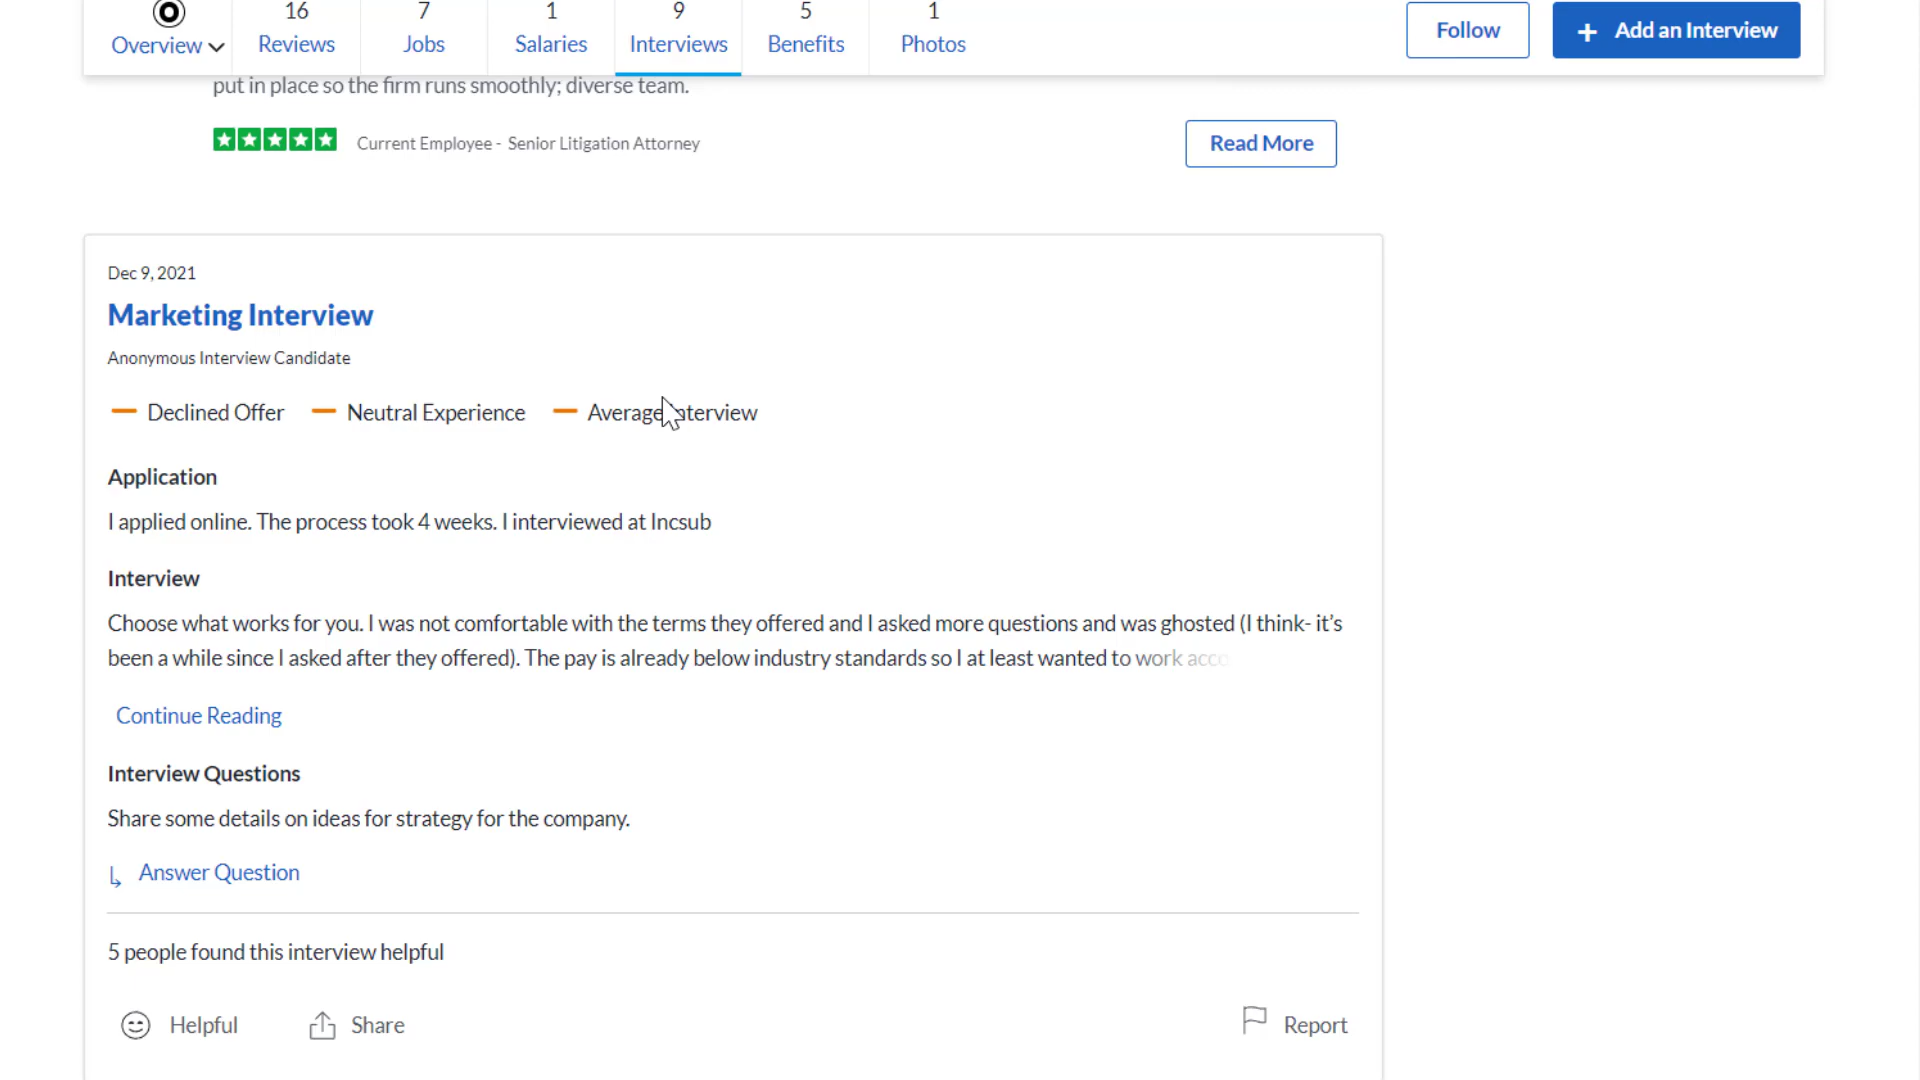 16 7 1 9 5 1
Overview Reviews Jobs Salaries Interviews Benefits Photos Follow + Add an Interview
put in place so the firm runs smoothly; diverse team.
Current Employee - Senior Litigation Attorney Read More
Dec 9, 2021
Marketing Interview
Anonymous Interview Candidate
Declined Offer Neutral Experience Average Interview
Application
I applied online. The process took 4 weeks. I interviewed at Incsub
Interview
Choose what works for you. I was not comfortable with the terms they offered and I asked more questions and was ghosted (I think- it’s
been a while since I asked after they offered). The pay is already below industry standards so I at least wanted to work acco
Continue Reading
Interview Questions
Share some details on ideas for strategy for the company.
Answer Question
5 people found this interview helpful
Helpful Share Report